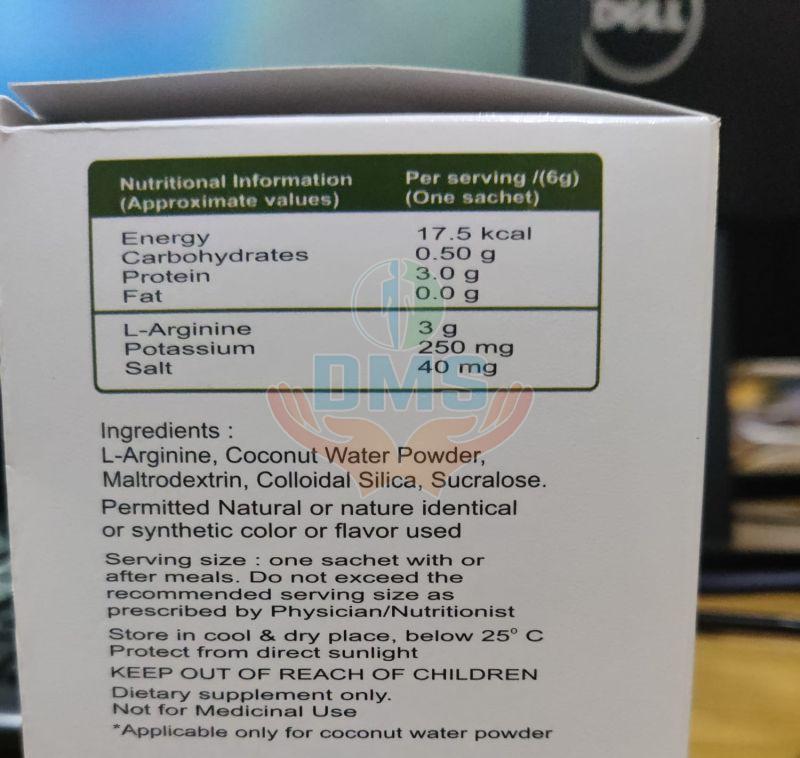 DELL
Nutritional Information Per serving /(6g)
(Approximate values) (One sachet)
Energy 17.5 kcal
Carbohydrates 0.50 g
Protein 3.0 g
Fat 0.0 g
L-Arginine 3 g
Potassium 250 mg
Salt 40 mg
DMS
Ingredients :
L-Arginine, Coconut Water Powder,
Maltrodextrin, Colloidal Silica, Sucralose.
Permitted Natural or nature identical
or synthetic color or flavor used
Serving size : one sachet with or
after meals. Do not exceed the
recommended serving size as
prescribed by Physician/Nutritionist
Store in cool & dry place, below 25° C
Protect from direct sunlight
KEEP OUT OF REACH OF CHILDREN
Dietary supplement only.
Not for Medicinal Use
*Applicable only for coconut water powder